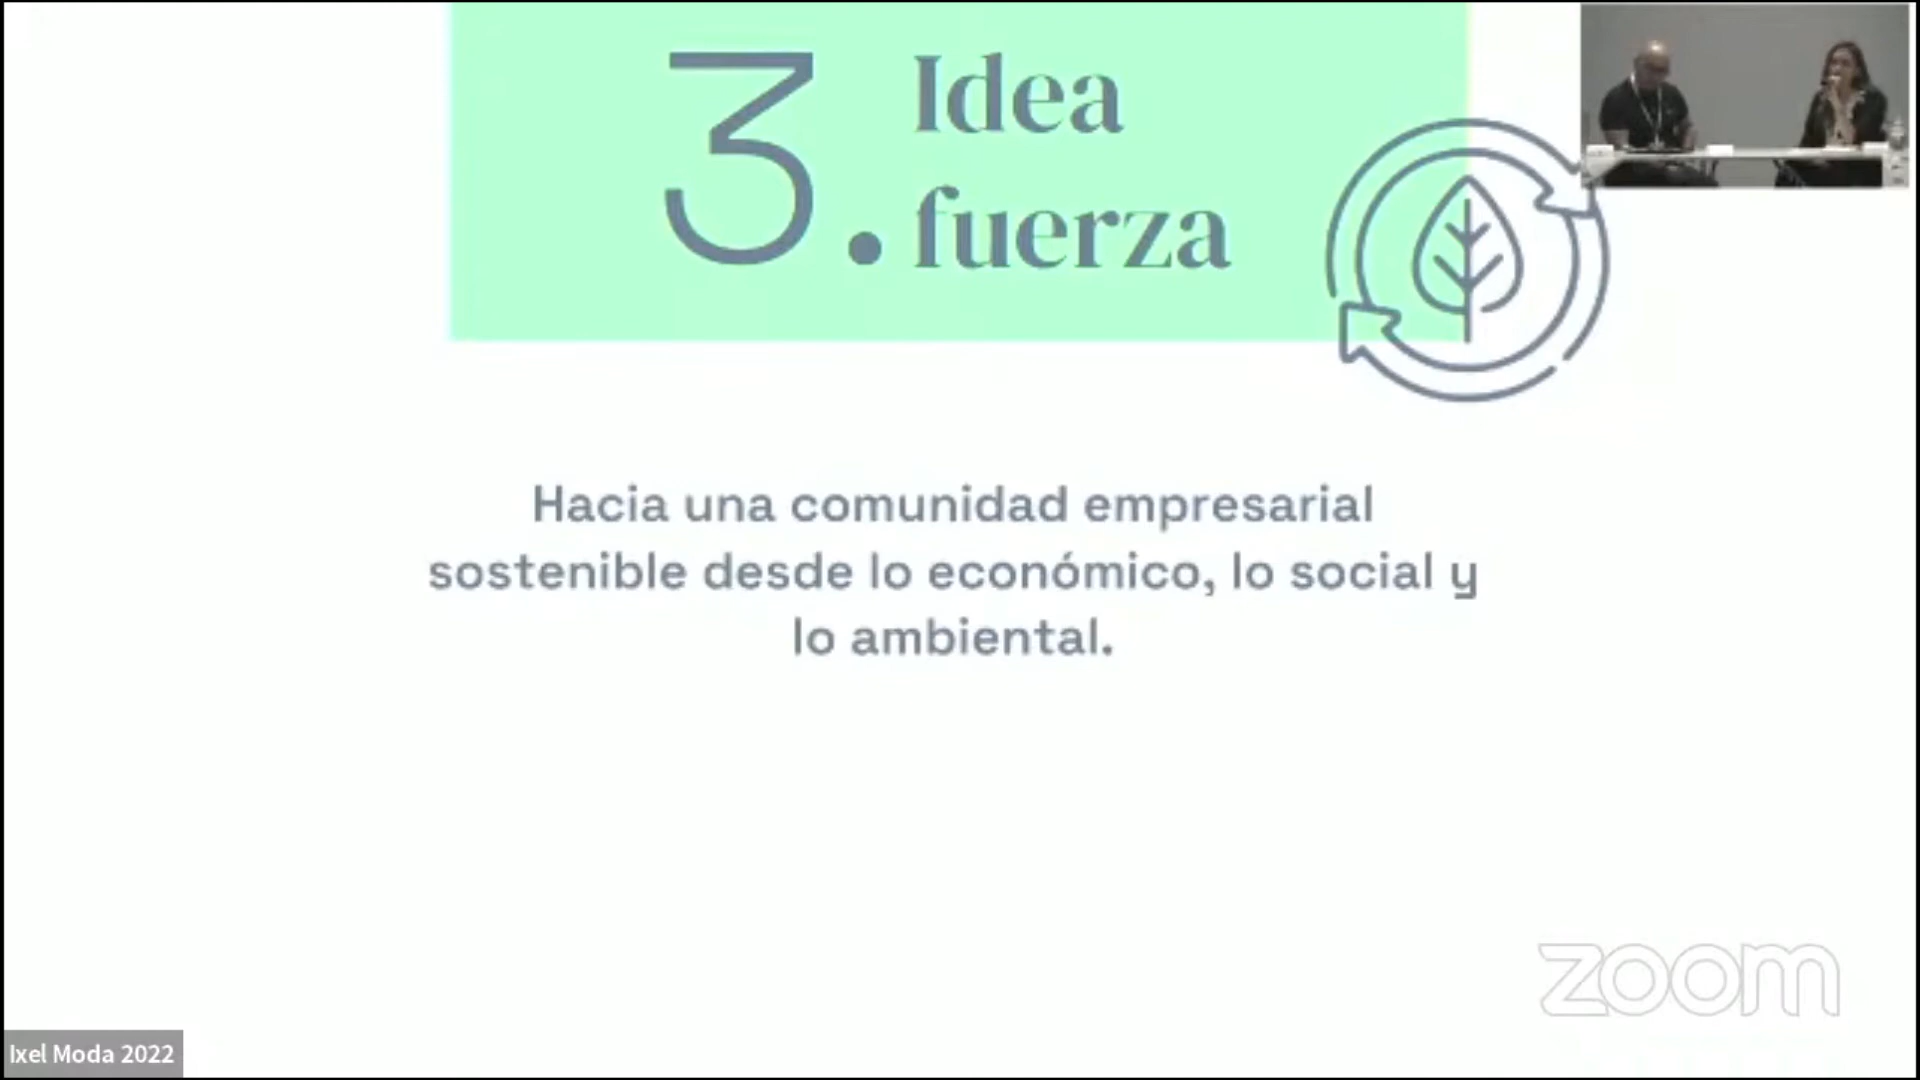 3. Idea
fuerza
Hacia una comunidad empresarial
sostenible desde lo económico, lo social y
lo ambiental.
zoom
Ixel Moda 2022